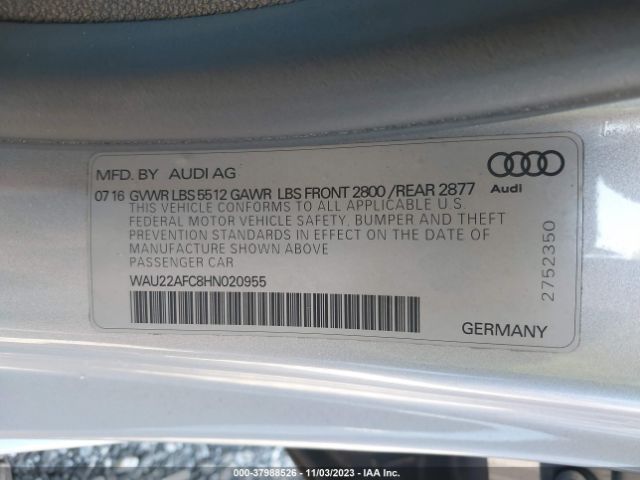 MFD. BY AUDI AG
07 16 GVWR LBS 5512 GAWR LBS FRONT 2800 / REAR 2877
THIS VEHICLE CONFORMS TO ALL APPLICABLE U.S.
FEDERAL MOTOR VEHICLE SAFETY, BUMPER AND THEFT
PREVENTION STANDARDS IN EFFECT ON THE DATE OF
MANUFACTURE SHOWN ABOVE
PASSENGER CAR
WAU22AFC8HN020955
Audi
2752350
GERMANY
000-37988526 - 11/03/2023 - IAAI.COM